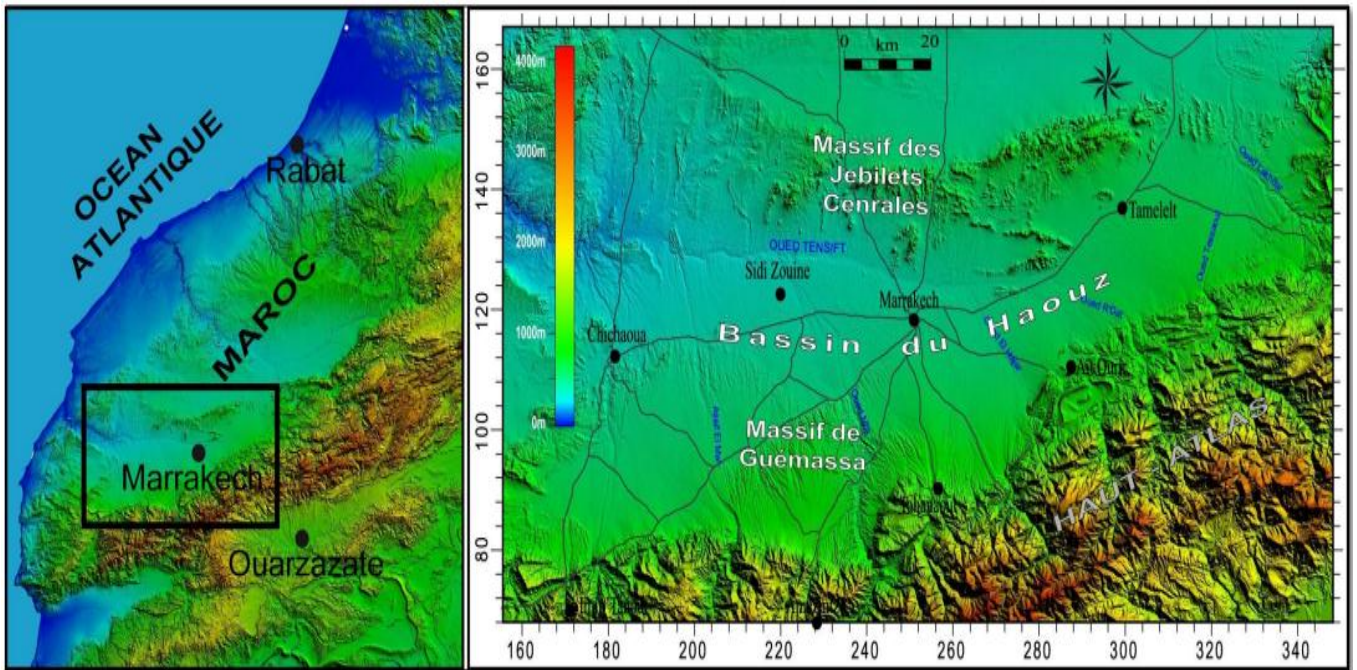 OCEAN
ATLANTIQUE
Rabat
MAROC
Marrakech
Ouarzazate
160
140
120
100
80
4000m
3000m
2000m
1000m
0m
0 km 20
N
Massif des
Jebilets
Cenrales
Tamelelt
OUED TENSIFT
Sidi Zouine
Marrakech
Chichaoua
Bassin du Haouz
Massif de
Guemassa
HAUT - ATLAS
160 180 200 220 240 260 280 300 320 340